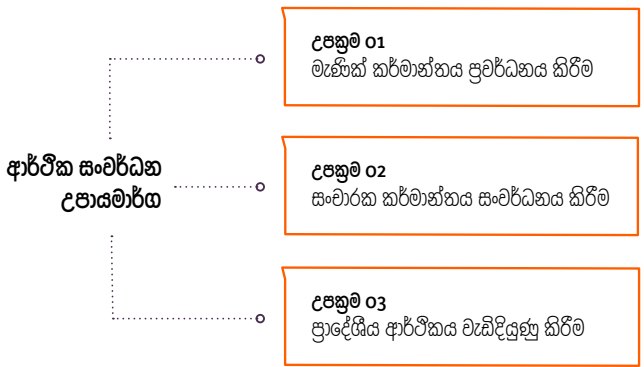 උපක්‍රම 01
මැණික් කර්මාන්තය ප්‍රවර්ධනය කිරීම
ආර්ථික සංවර්ධන
උපායමාර්ග
උපක්‍රම 02
සංචාරක කර්මාන්තය සංවර්ධනය කිරීම
උපක්‍රම 03
ප්‍රාදේශීය ආර්ථිකය වැඩිදියුණු කිරීම